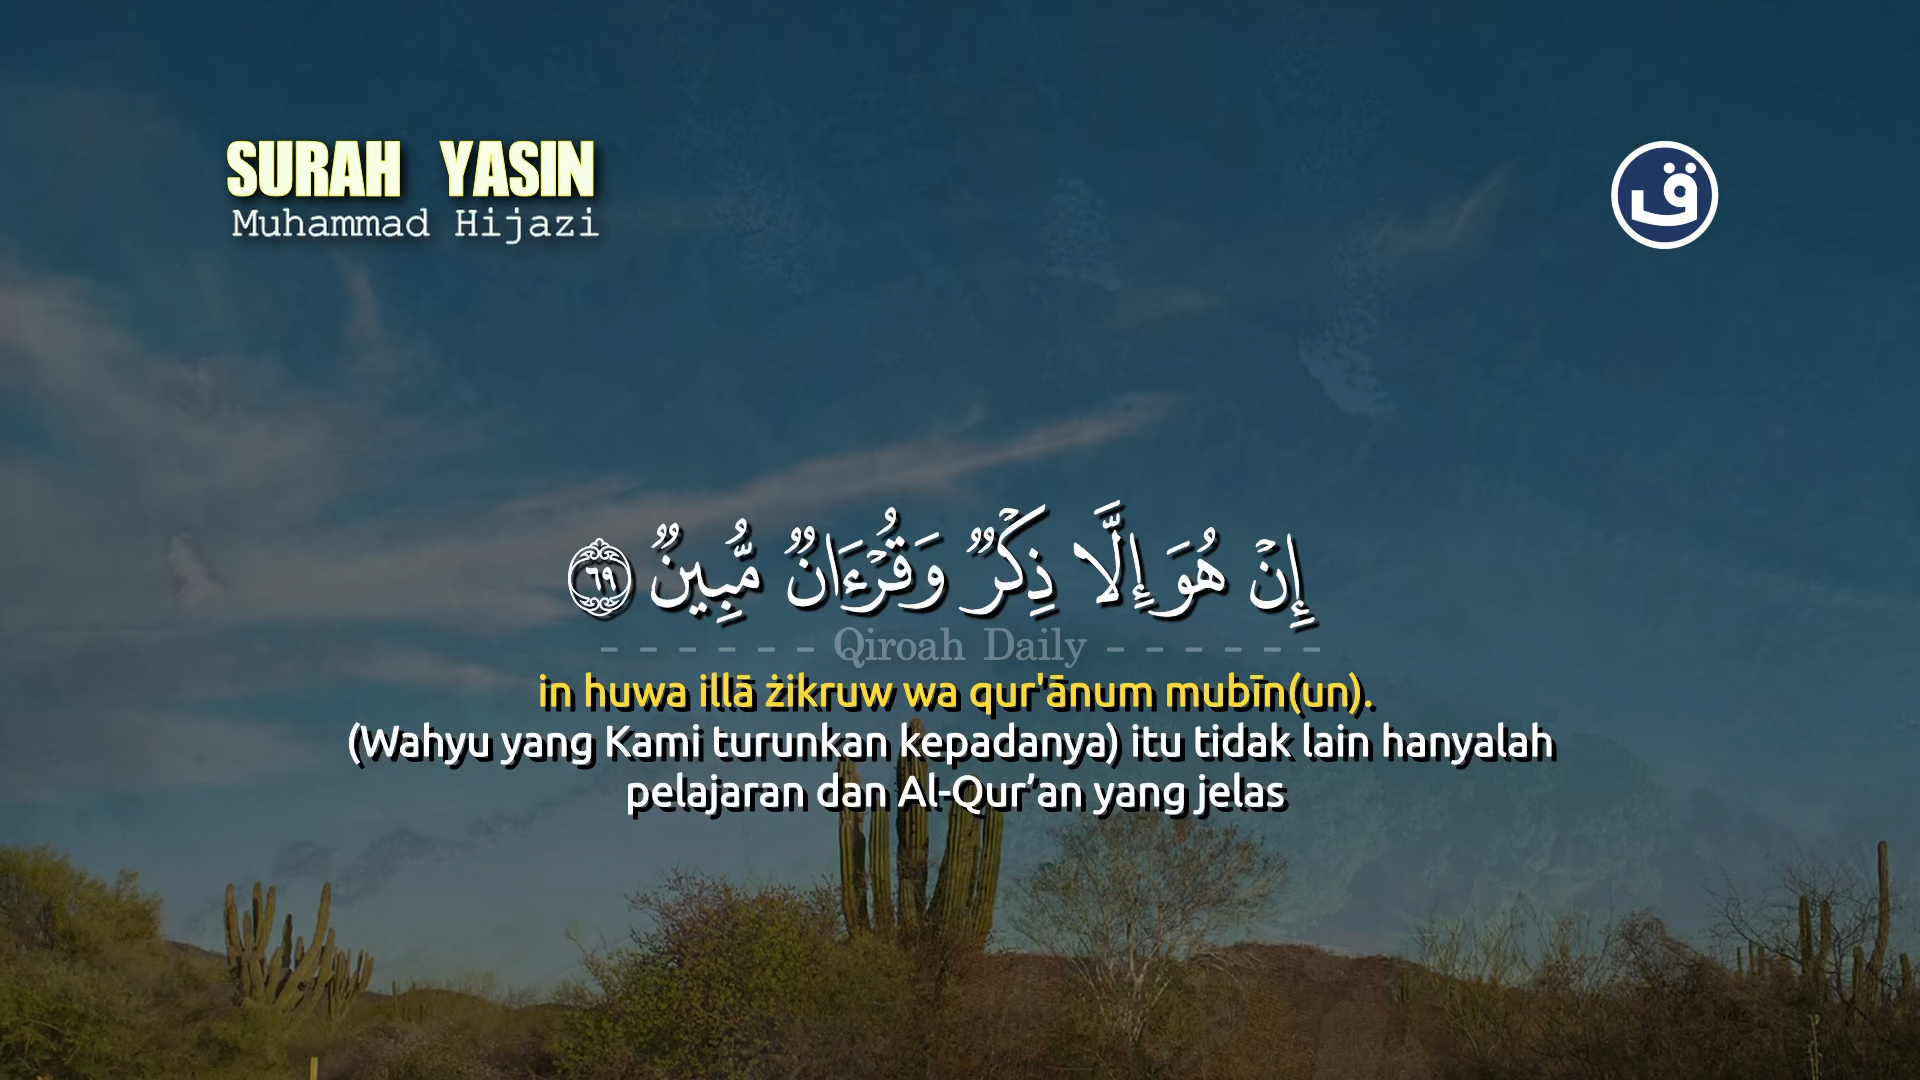 SURAH YASIN
Muhammad Hijazi
ق
إِنْ هُوَ إِلَّا ذِكْرٌ وَقُرْءَانٌ مُّبِينٌ ٦٩
- - - - - - Qiroah Daily - - - - - -
in huwa illā żikruw wa qur'ānum mubīn(un).
(Wahyu yang Kami turunkan kepadanya) itu tidak lain hanyalah
pelajaran dan Al-Qur’an yang jelas